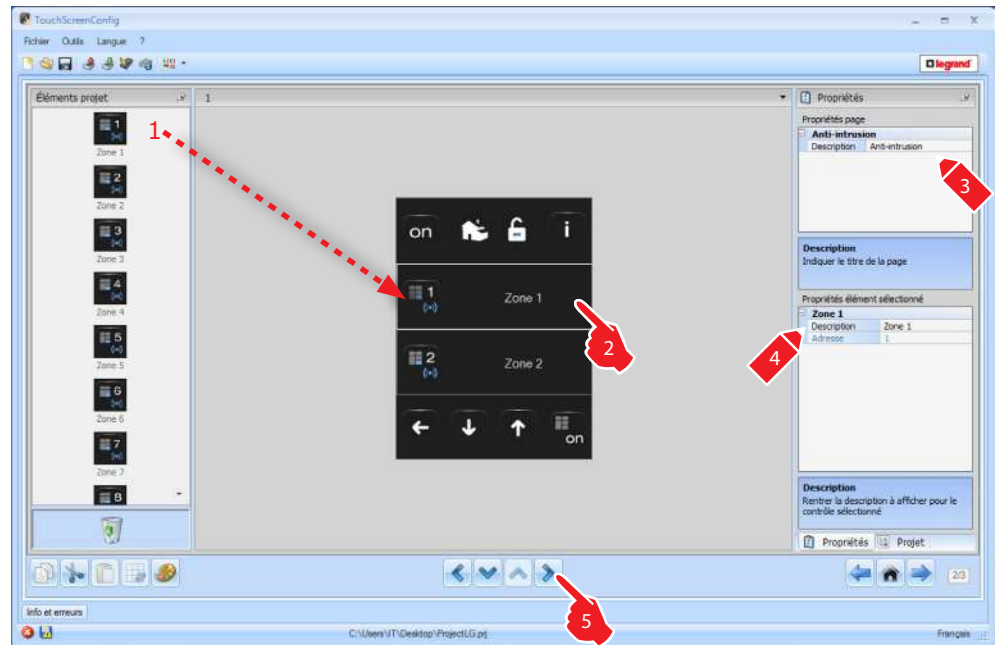 TouchScreenConfig
Fichier Outils Langue ?
legrand
Éléments projet
1
Zone 1
2
Zone 2
3
Zone 3
4
Zone 4
5
Zone 5
6
Zone 6
7
Zone 7
8
1
1
on i
1 Zone 1
2
2 Zone 2
on
Propriétés
Propriétés page
Anti-intrusion
Description Anti-intrusion
3
Description
Indiquer le titre de la page
Propriétés élément sélectionné
Zone 1
Description Zone 1
Adresse 1
4
Description
Rentrer la description à afficher pour le
contrôle sélectionné
Propriétés Projet
2/3
5
Info et erreurs
C:\Users\IT\Desktop\ProjectLG.prj
Français